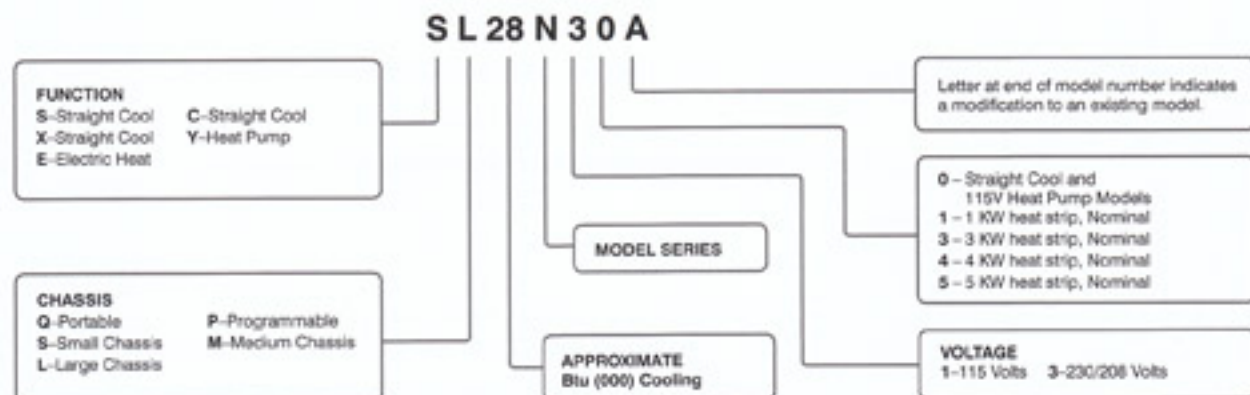 SL28N30A
FUNCTION
S–Straight Cool C–Straight Cool
X–Straight Cool Y–Heat Pump
E–Electric Heat
CHASSIS
Q–Portable P–Programmable
S–Small Chassis M–Medium Chassis
L–Large Chassis
MODEL SERIES
APPROXIMATE
Btu (000) Cooling
Letter at end of model number indicates
a modification to an existing model.
0 – Straight Cool and
115V Heat Pump Models
1 – 1 KW heat strip, Nominal
3 – 3 KW heat strip, Nominal
4 – 4 KW heat strip, Nominal
5 – 5 KW heat strip, Nominal
VOLTAGE
1–115 Volts 3–230/208 Volts